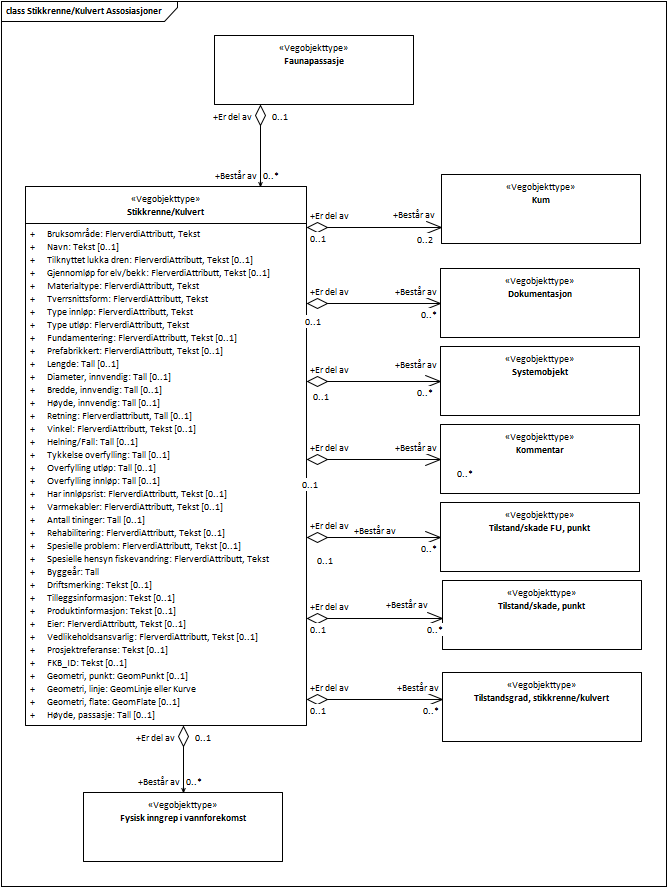 class Stikkrenne/Kulvert Assosiasjoner
«Vegobjekttype»
Faunapassasje
+Er del av 0..1
+Består av 0..*
«Vegobjekttype»
Stikkrenne/Kulvert
+ Bruksområde: FlerverdiAttributt, Tekst
+ Navn: Tekst [0..1]
+ Tilknyttet lukka dren: FlerverdiAttributt, Tekst [0..1]
+ Gjennomløp for elv/bekk: FlerverdiAttributt, Tekst [0..1]
+ Materialtype: FlerverdiAttributt, Tekst
+ Tverrsnittsform: FlerverdiAttributt, Tekst
+ Type innløp: FlerverdiAttributt, Tekst
+ Type utløp: FlerverdiAttributt, Tekst
+ Fundamentering: FlerverdiAttributt, Tekst [0..1]
+ Prefabrikkert: FlerverdiAttributt, Tekst [0..1]
+ Lengde: Tall [0..1]
+ Diameter, innvendig: Tall [0..1]
+ Bredde, innvendig: Tall [0..1]
+ Høyde, innvendig: Tall [0..1]
+ Retning: Flerverdiattributt, Tall [0..1]
+ Vinkel: FlerverdiAttributt, Tekst [0..1]
+ Helning/Fall: Tall [0..1]
+ Tykkelse overfylling: Tall [0..1]
+ Overfylling utløp: Tall [0..1]
+ Overfylling innløp: Tall [0..1]
+ Har innløpsrist: FlerverdiAttributt, Tekst [0..1]
+ Varmekabler: FlerverdiAttributt, Tekst [0..1]
+ Antall tininger: Tall [0..1]
+ Rehabilitering: FlerverdiAttributt, Tekst [0..1]
+ Spesielle problem: FlerverdiAttributt, Tekst [0..1]
+ Spesielle hensyn fiskevandring: FlerverdiAttributt, Tekst
+ Byggeår: Tall
+ Driftsmerking: Tekst [0..1]
+ Tilleggsinformasjon: Tekst [0..1]
+ Produktinformasjon: Tekst [0..1]
+ Eier: FlerverdiAttributt, Tekst [0..1]
+ Vedlikeholdsansvarlig: FlerverdiAttributt, Tekst [0..1]
+ Prosjektreferanse: Tekst [0..1]
+ FKB_ID: Tekst [0..1]
+ Geometri, punkt: GeomPunkt [0..1]
+ Geometri, linje: GeomLinje eller Kurve
+ Geometri, flate: GeomFlate [0..1]
+ Høyde, passasje: Tall [0..1]
+Er del av +Består av
0..1 0..2
«Vegobjekttype»
Kum
+Er del av +Består av
0..1 0..*
«Vegobjekttype»
Dokumentasjon
+Er del av +Består av
0..1 0..*
«Vegobjekttype»
Systemobjekt
+Er del av +Består av
0..1 0..*
«Vegobjekttype»
Kommentar
+Er del av +Består av
0..1 0..*
«Vegobjekttype»
Tilstand/skade FU, punkt
+Er del av +Består av
0..1 0..*
«Vegobjekttype»
Tilstand/skade, punkt
+Er del av +Består av
0..1 0..*
«Vegobjekttype»
Tilstandsgrad, stikkrenne/kulvert
+Er del av 0..1
+Består av 0..*
«Vegobjekttype»
Fysisk inngrep i vannforekomst